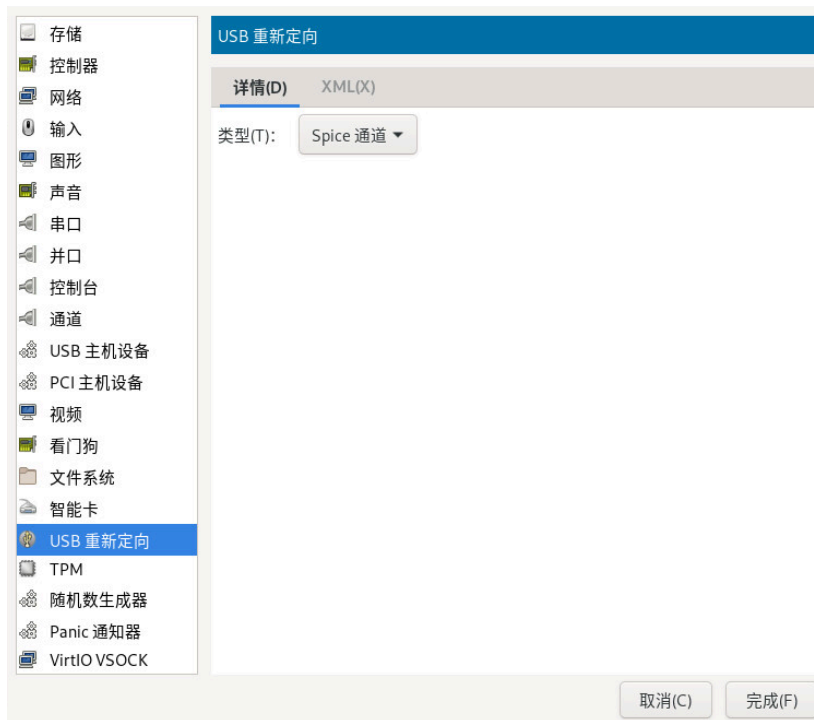 存储
控制器
网络
输入
图形
声音
串口
并口
控制台
通道
USB 主机设备
PCI 主机设备
视频
看门狗
文件系统
智能卡
USB 重新定向
TPM
随机数生成器
Panic 通知器
VirtIO VSOCK
USB 重新定向
详情(D) XML(X)
类型(T)： Spice 通道
取消(C) 完成(F)